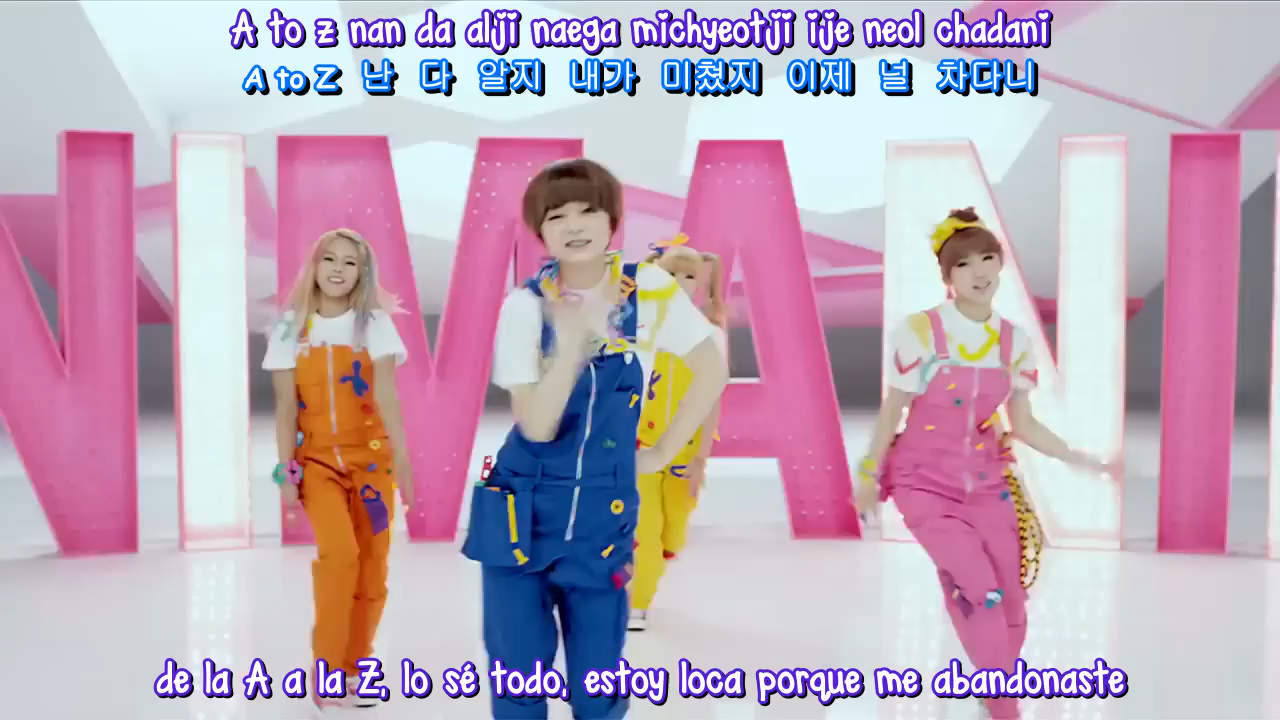 A to z nan da alji naega michyeotji ije neol chadani
A to Z 난 다 알지 내가 미쳤지 이제 널 차다니
NIMANI
de la A a la Z, lo sé todo, estoy loca porque me abandonaste